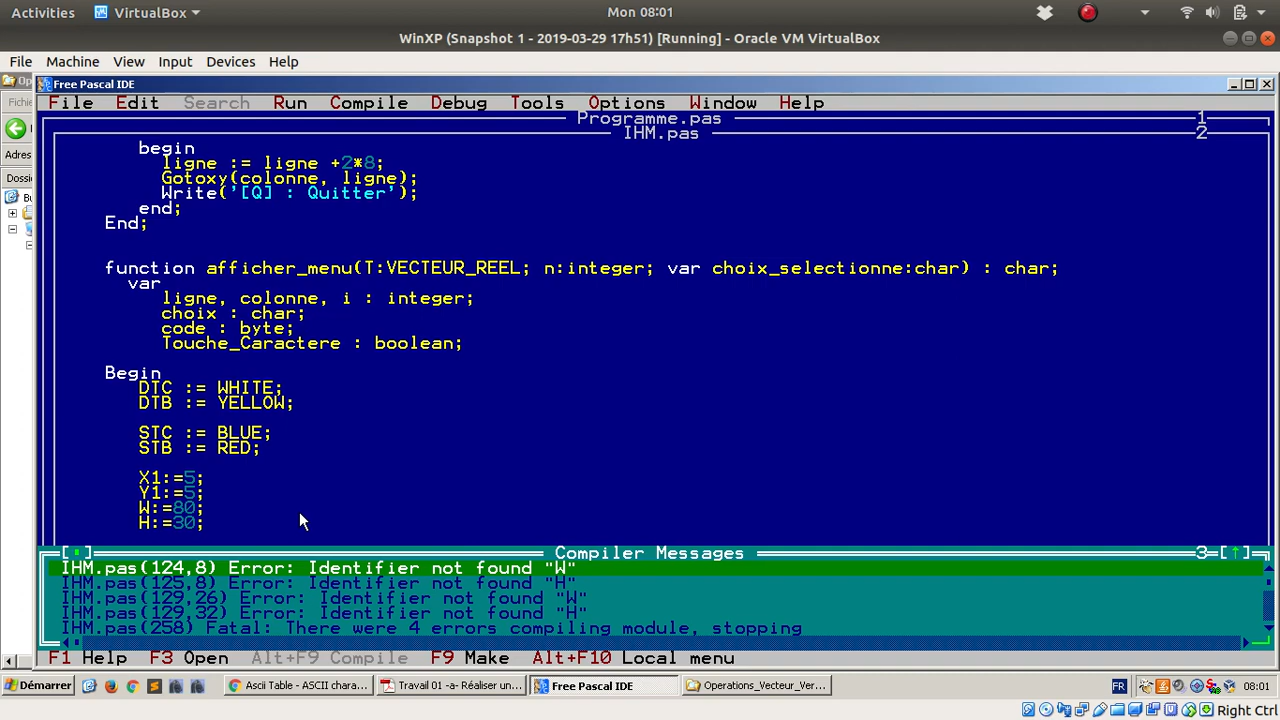 Activities VirtualBox Mon 08:01
WinXP (Snapshot 1 - 2019-03-29 17h51) [Running] - Oracle VM VirtualBox
File Machine View Input Devices Help
Free Pascal IDE
File Edit Search Run Compile Debug Tools Options Window Help
Programme.pas 1
IHM.pas 2
begin
ligne := ligne +2*8;
Gotoxy(colonne, ligne);
Write('[Q] : Quitter');
end;
End;
function afficher_menu(T:VECTEUR_REEL; n:integer; var choix_selectionne:char) : char;
var
ligne, colonne, i : integer;
choix : char;
code : byte;
Touche_Caractere : boolean;
Begin
DTC := WHITE;
DTB := YELLOW;
STC := BLUE;
STB := RED;
X1:=5;
Y1:=5;
W:=80;
H:=30;
Compiler Messages 3
IHM.pas(124,8) Error: Identifier not found "W"
IHM.pas(125,8) Error: Identifier not found "H"
IHM.pas(129,26) Error: Identifier not found "W"
IHM.pas(129,32) Error: Identifier not found "H"
IHM.pas(258) Fatal: There were 4 errors compiling module, stopping
F1 Help F3 Open Alt+F9 Compile F9 Make Alt+F10 Local menu
Démarrer Ascii Table - ASCII chara... Travail 01 -a- Réaliser un... Free Pascal IDE Operations_Vecteur_Ver... FR 08:01
Right Ctrl